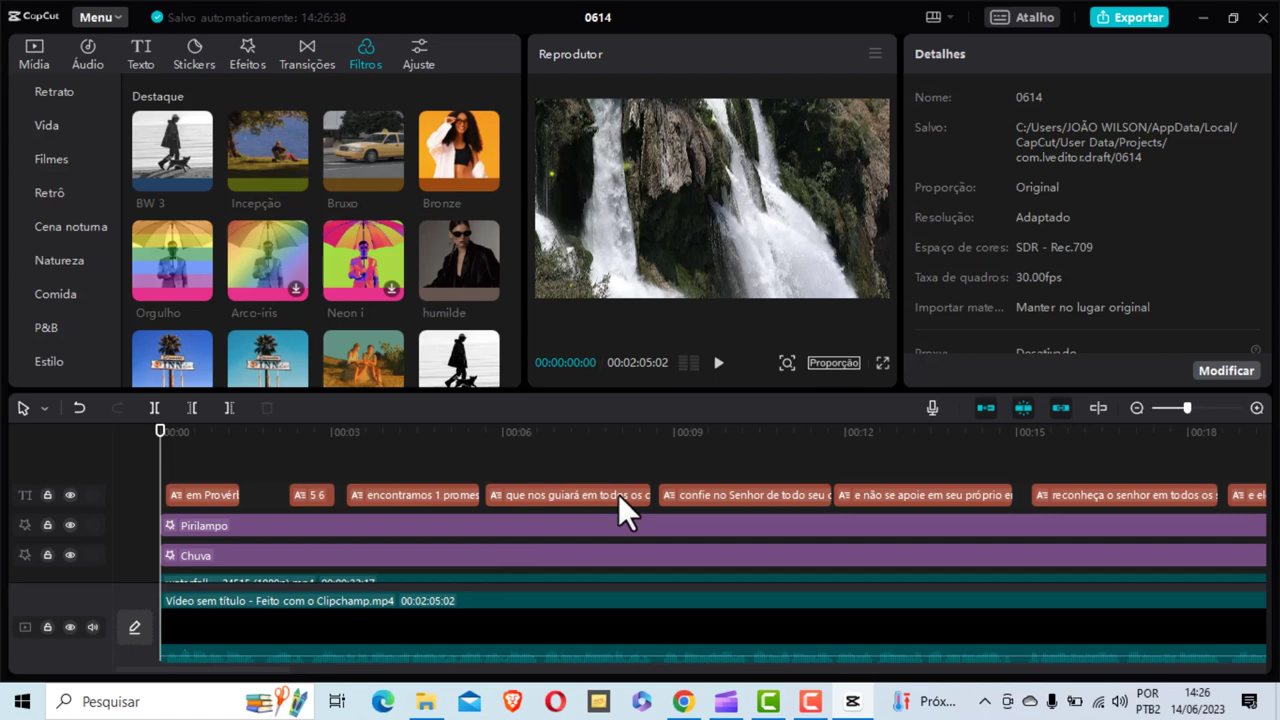 CapCut
Menu
Salvo automaticamente: 14:26:38
0614
Atalho
Exportar
Mídia
Áudio
Texto
Stickers
Efeitos
Transições
Filtros
Ajuste
Retrato
Vida
Filmes
Retrô
Cena noturna
Natureza
Comida
P&B
Estilo
Destaque
BW 3
Incepção
Bruxo
Bronze
Orgulho
Arco-íris
Neon i
humilde
Reprodutor
00:00:00:00
00:02:05:02
Proporção
Detalhes
Nome:
0614
Salvo:
C:/Users/JOÃO WILSON/AppData/Local/
CapCut/User Data/Projects/
com.lveditor.draft/0614
Proporção:
Original
Resolução:
Adaptado
Espaço de cores:
SDR - Rec.709
Taxa de quadros:
30.00fps
Importar mate...
Manter no lugar original
Proxy:
Desativado
Modificar
00:00
00:03
00:06
00:09
00:12
00:15
00:18
TI
em Provérb
5 6
encontramos 1 promes
que nos guiará em todos os c
confie no Senhor de todo seu c
e não se apoie em seu próprio en
reconheça o senhor em todos os s
e el
Pirilampo
Chuva
Vídeo sem título - Feito com o Clipchamp.mp4 00:02:05:02
Pesquisar
Próx...
POR
PTB2
14:26
14/06/2023